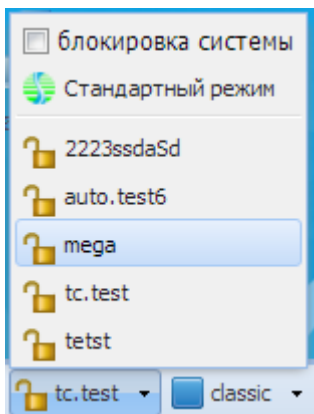 блокировка системы
Стандартный режим
2223ssdaSd
auto.test6
mega
tc.test
tetst
tc.test classic